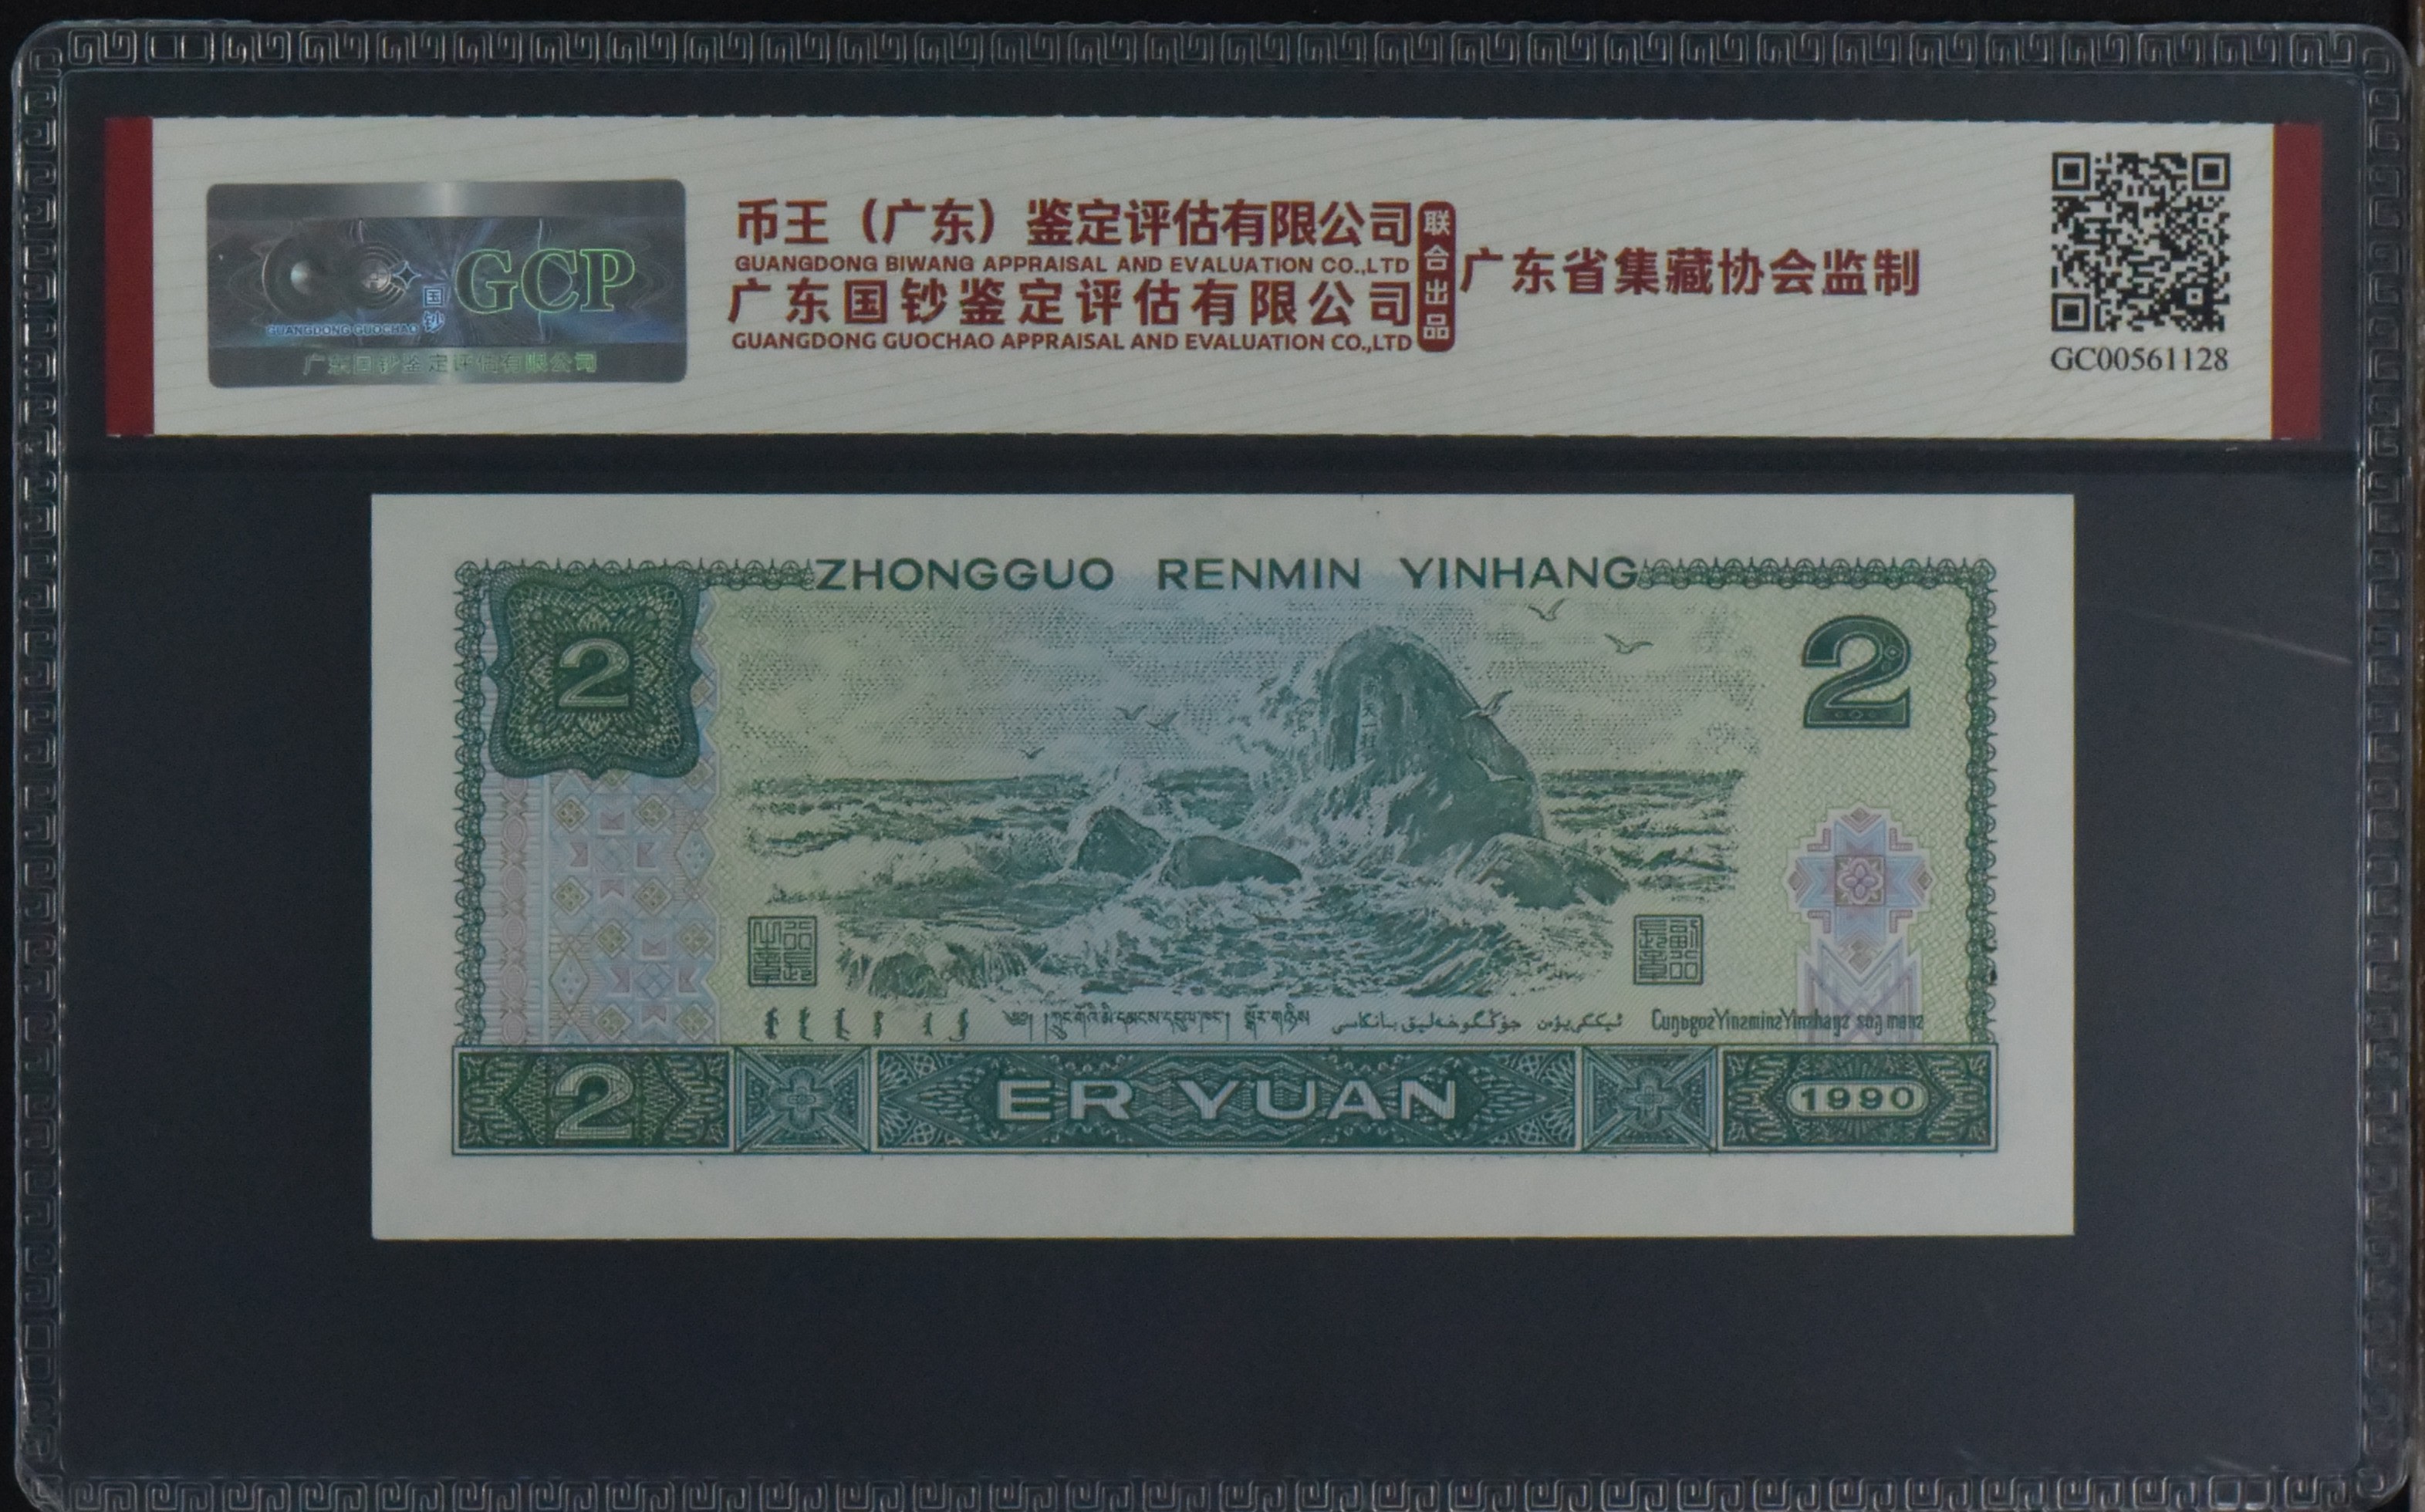 GCP
国钞
GUANGDONG GUOCHAO
广东国钞鉴定评估有限公司
币王（广东）鉴定评估有限公司
GUANGDONG BIWANG APPRAISAL AND EVALUATION CO.,LTD
广东国钞鉴定评估有限公司
GUANGDONG GUOCHAO APPRAISAL AND EVALUATION CO.,LTD
联合出品
广东省集藏协会监制
GC00561128
ZHONGGUO RENMIN YINHANG
2
2
CuŋƅgozYinzminzYinzhangz song maenz
2
ER YUAN
1990